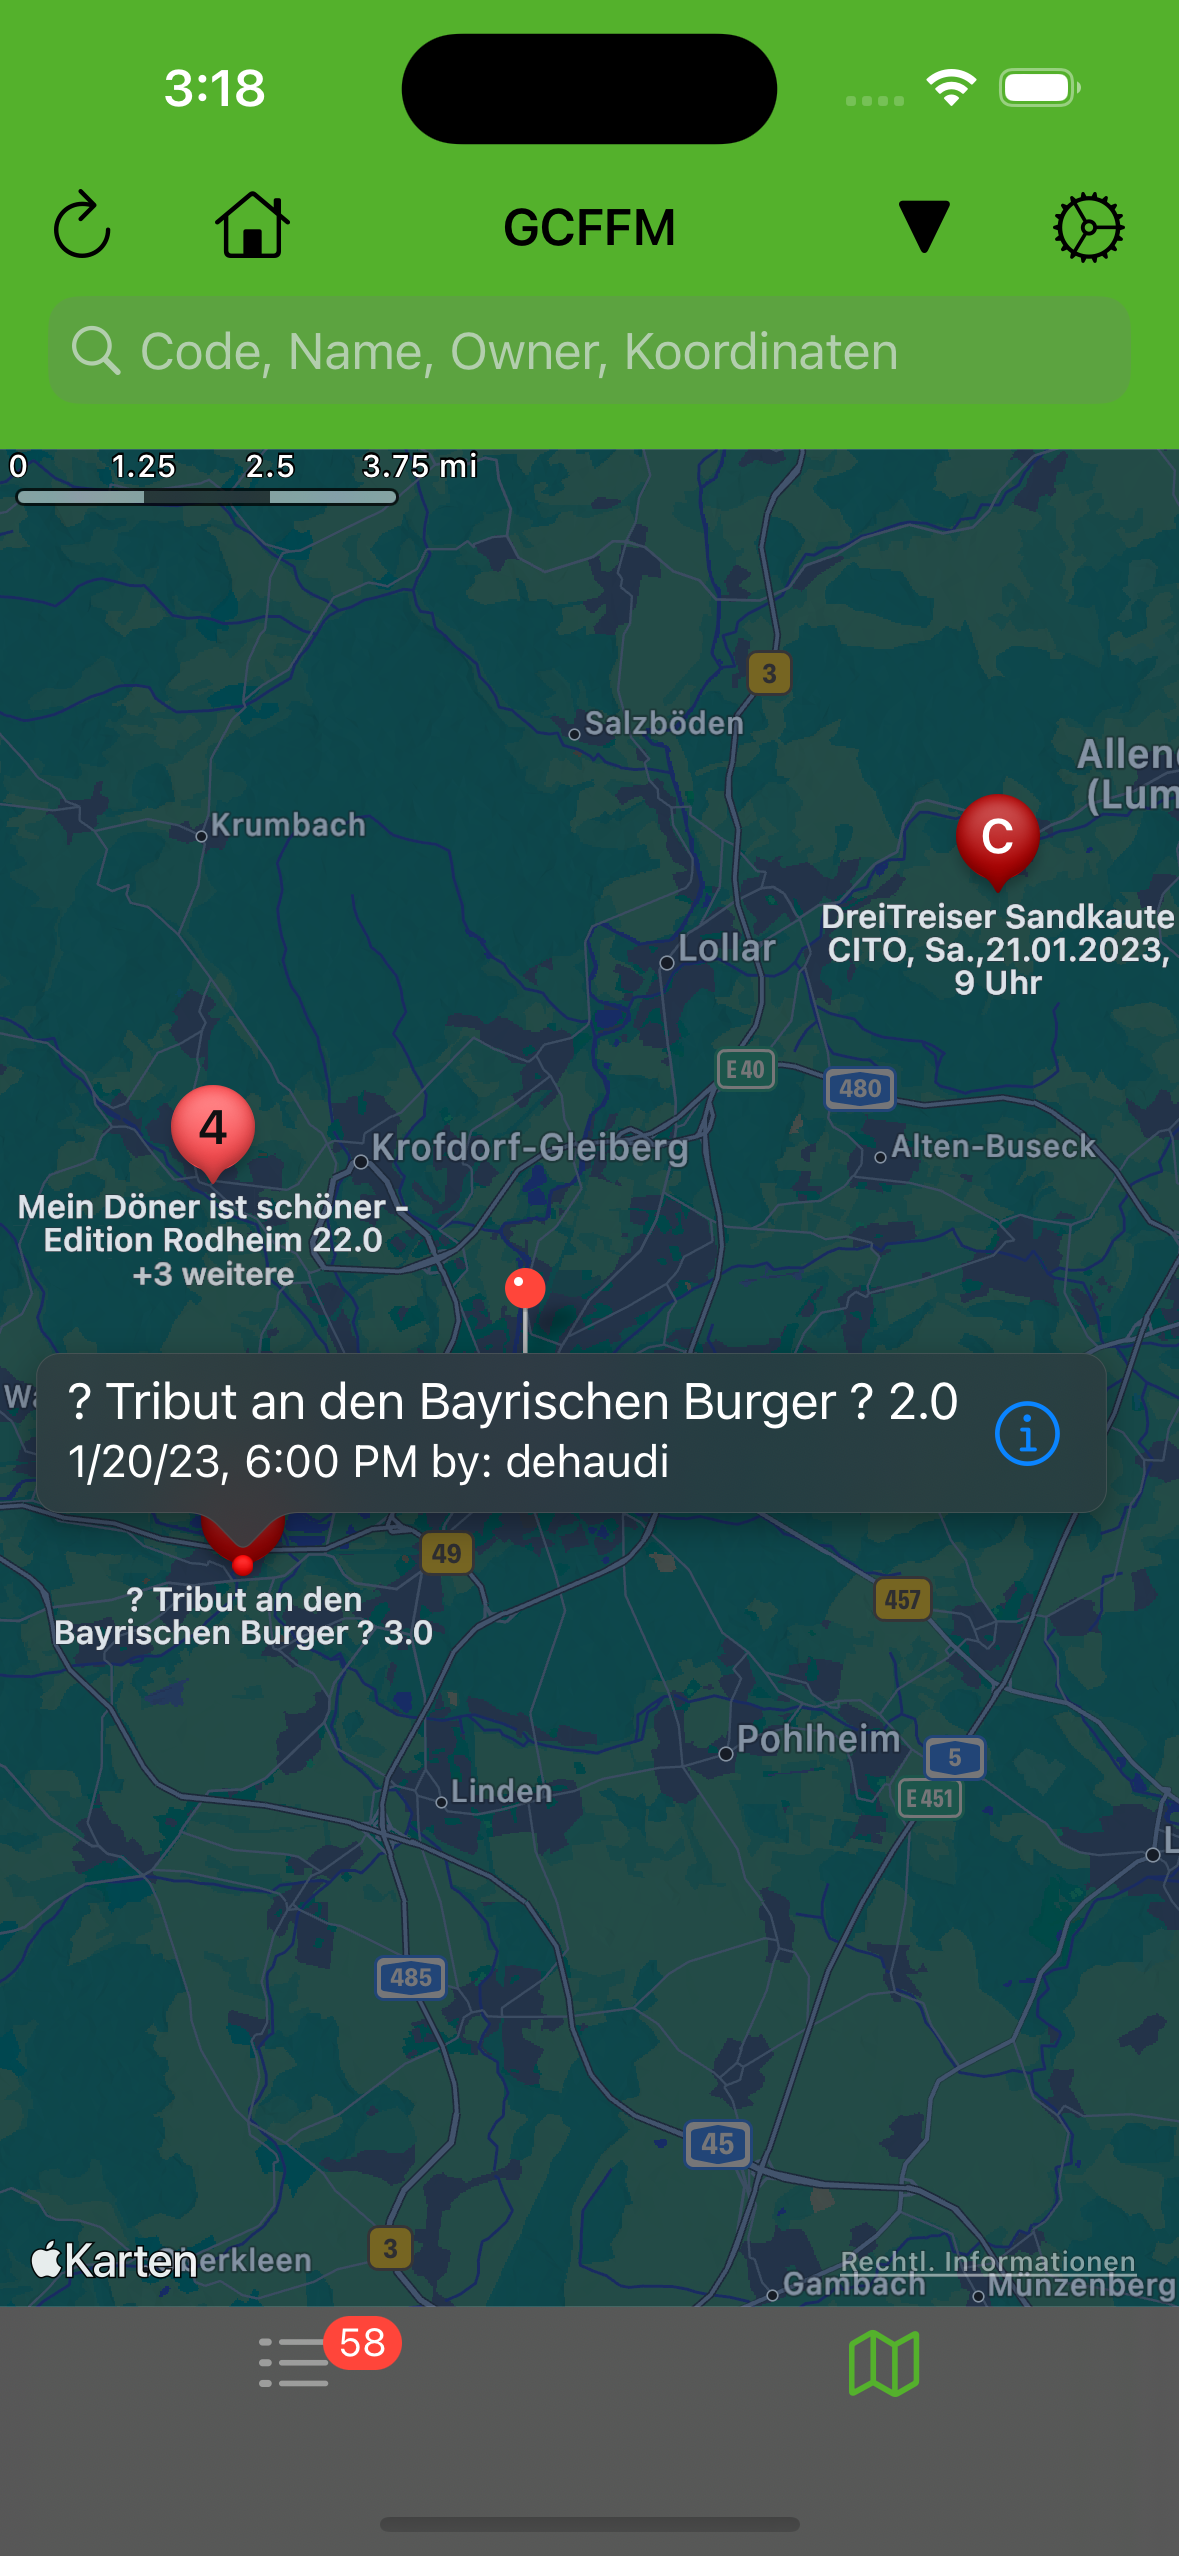 3:18
GCFFM
Code, Name, Owner, Koordinaten
0 1.25 2.5 3.75 mi
3
Salzböden
Allen
(Lum
Krumbach
C
DreiTreiser Sandkaute
CITO, Sa.,21.01.2023,
9 Uhr
Lollar
E 40
480
4
Krofdorf-Gleiberg
Alten-Buseck
Mein Döner ist schöner -
Edition Rodheim 22.0
+3 weitere
? Tribut an den Bayrischen Burger ? 2.0
1/20/23, 6:00 PM by: dehaudi
i
49
457
? Tribut an den
Bayrischen Burger ? 3.0
Pohlheim
5
Linden
E 451
L
485
45
3
Karten
berkleen
Rechtl. Informationen
Gambach
Münzenberg
58